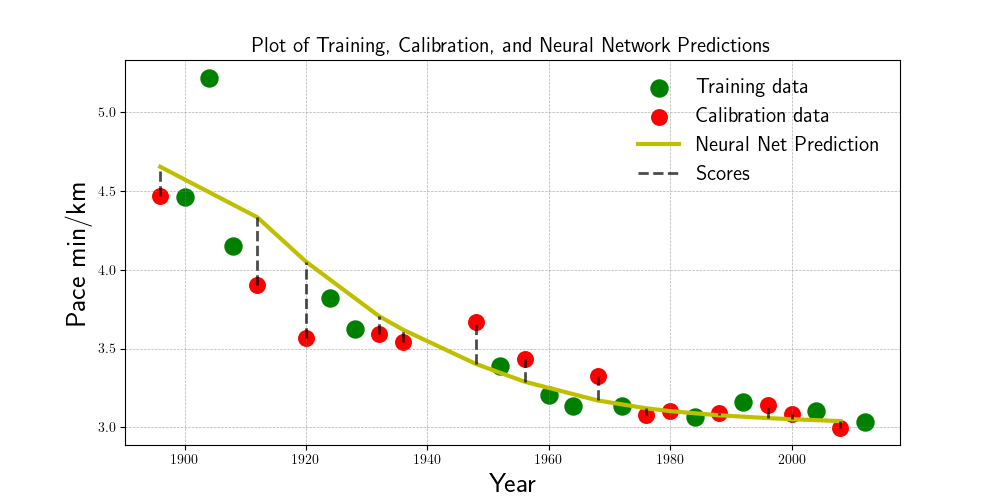 Plot of Training, Calibration, and Neural Network Predictions
Training data
Calibration data
Neural Net Prediction
Scores
Pace min/km
5.0
4.5
4.0
3.5
3.0
1900
1920
1940
1960
1980
2000
Year